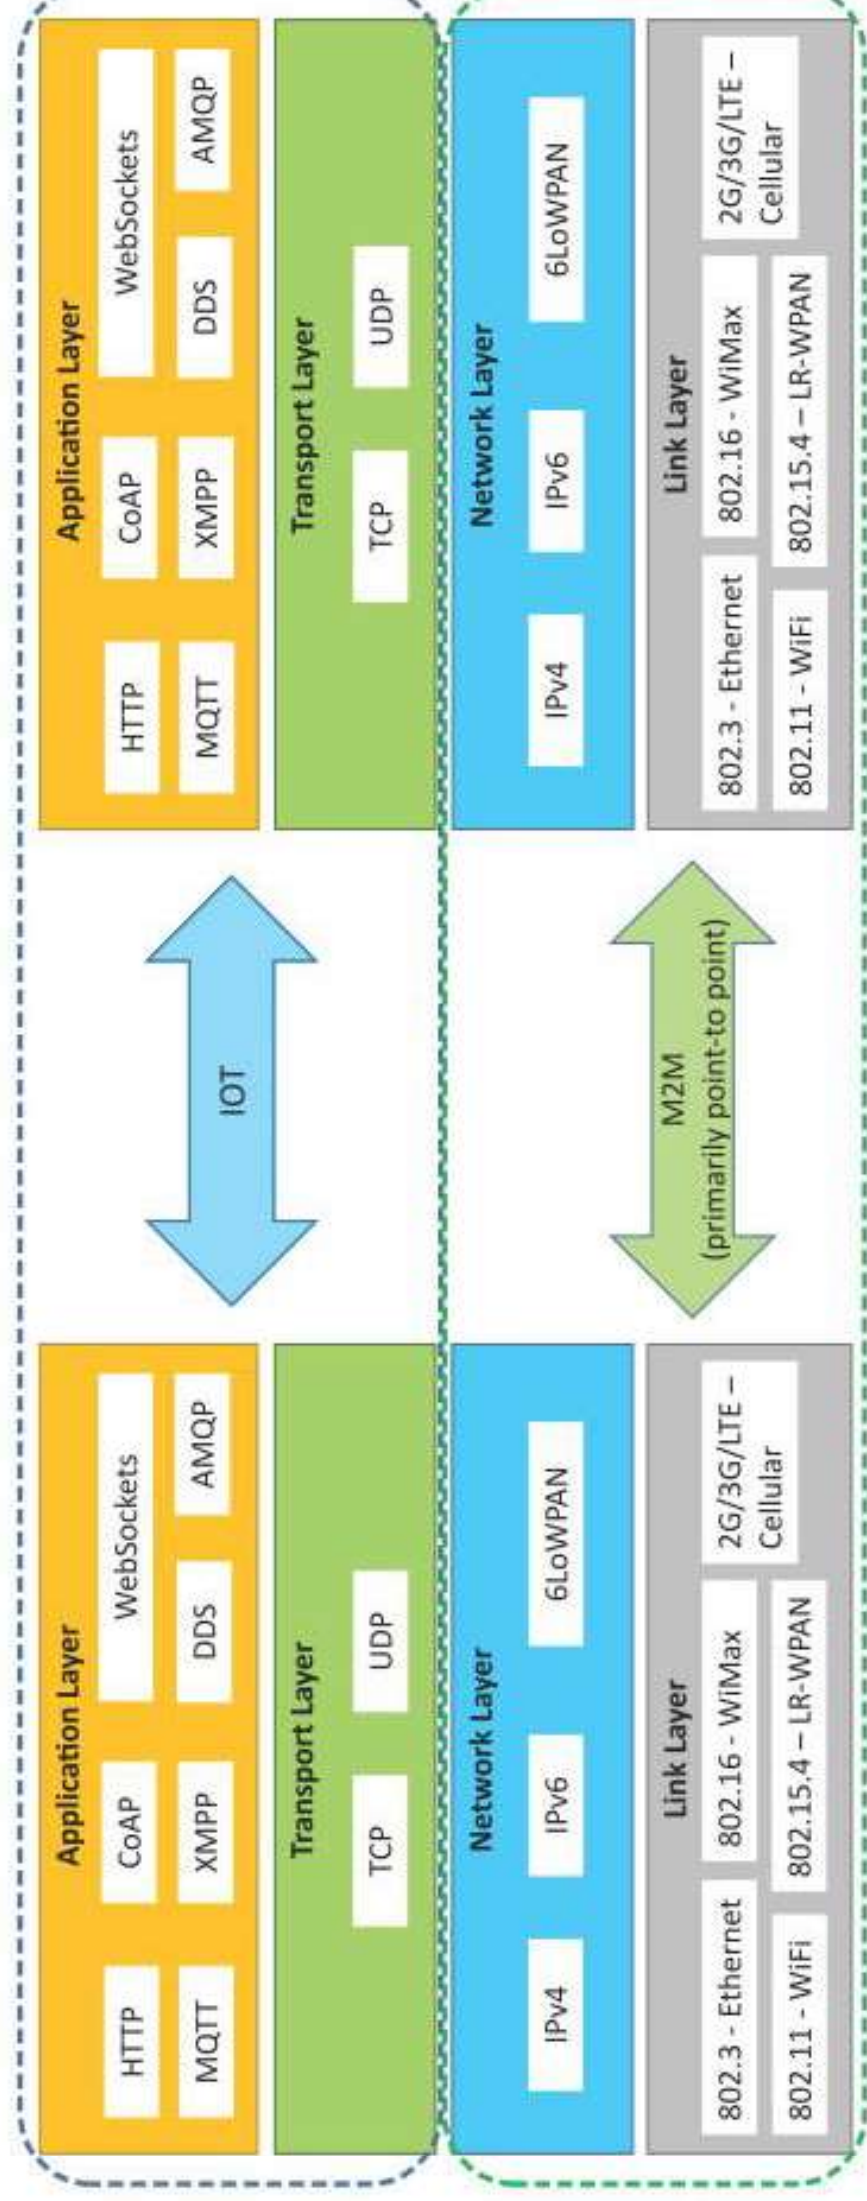 Application Layer
HTTP
CoAP
WebSockets
MQTT
XMPP
DDS
AMQP
Transport Layer
TCP
UDP
Network Layer
IPv4
IPv6
6LoWPAN
Link Layer
802.3 - Ethernet
802.16 - WiMax
2G/3G/LTE –
Cellular
802.11 - WiFi
802.15.4 – LR-WPAN
IOT
M2M
(primarily point-to point)
Application Layer
HTTP
CoAP
WebSockets
MQTT
XMPP
DDS
AMQP
Transport Layer
TCP
UDP
Network Layer
IPv4
IPv6
6LoWPAN
Link Layer
802.3 - Ethernet
802.16 - WiMax
2G/3G/LTE –
Cellular
802.11 - WiFi
802.15.4 – LR-WPAN